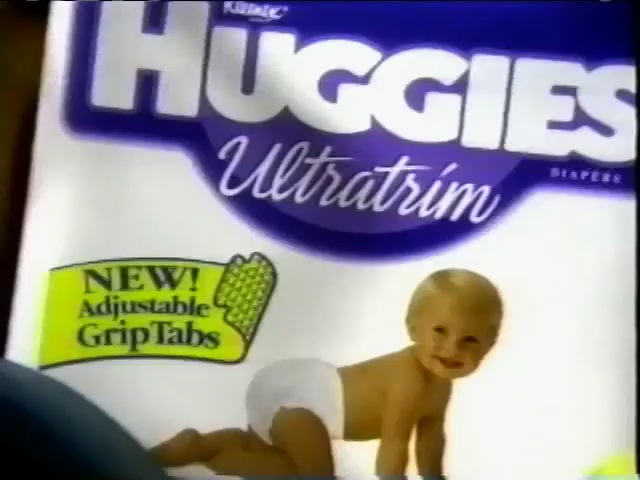 HUGGIES
Ultratrim
DIAPERS
NEW!
Adjustable
GripTabs